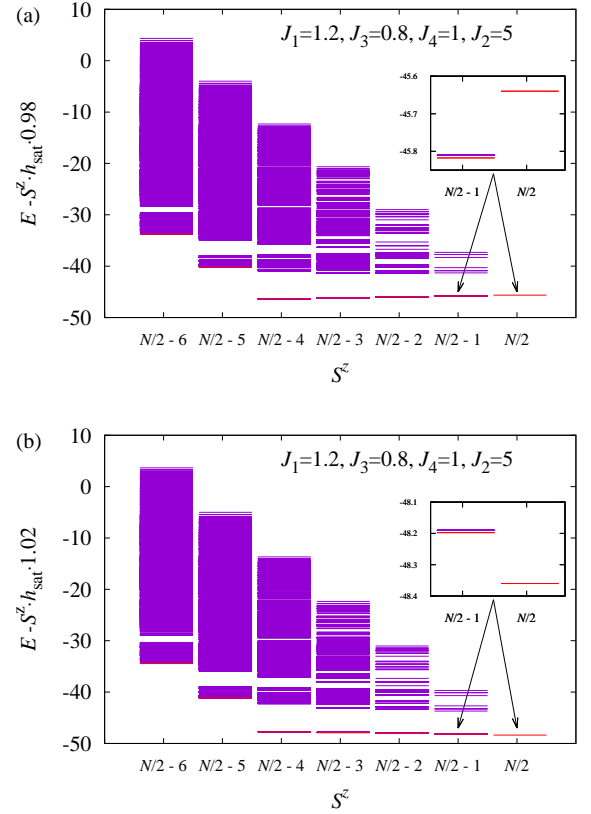 (a)
J1=1.2, J3=0.8, J4=1, J2=5
E -S^z·h_sat·0.98
10
0
-10
-20
-30
-40
-50
-45.6
-45.7
-45.8
N/2 - 1 N/2
N/2 - 6 N/2 - 5 N/2 - 4 N/2 - 3 N/2 - 2 N/2 - 1 N/2
S^z
(b)
J1=1.2, J3=0.8, J4=1, J2=5
E -S^z·h_sat·1.02
10
0
-10
-20
-30
-40
-50
-48.1
-48.2
-48.3
-48.4
N/2 - 1 N/2
N/2 - 6 N/2 - 5 N/2 - 4 N/2 - 3 N/2 - 2 N/2 - 1 N/2
S^z